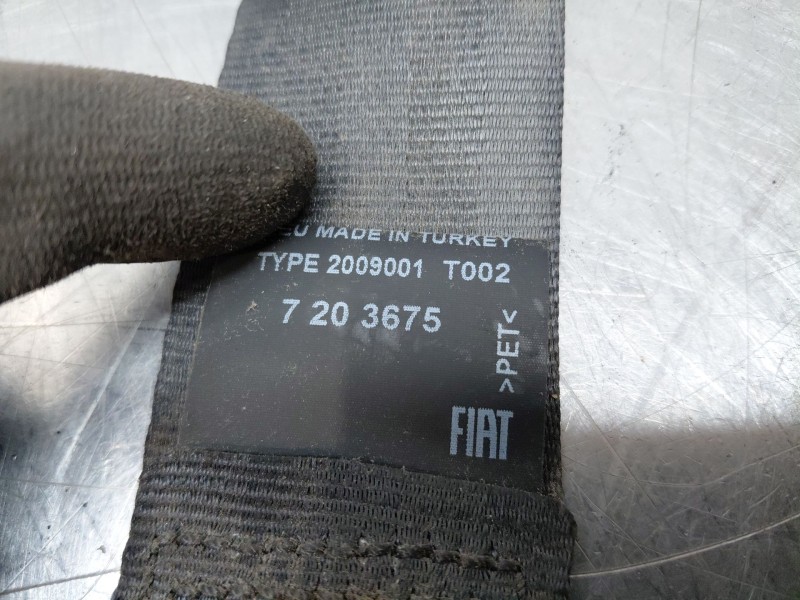 MADE IN TURKEY
TYPE 2009001 T002
7 20 3675
>PET<
FIAT